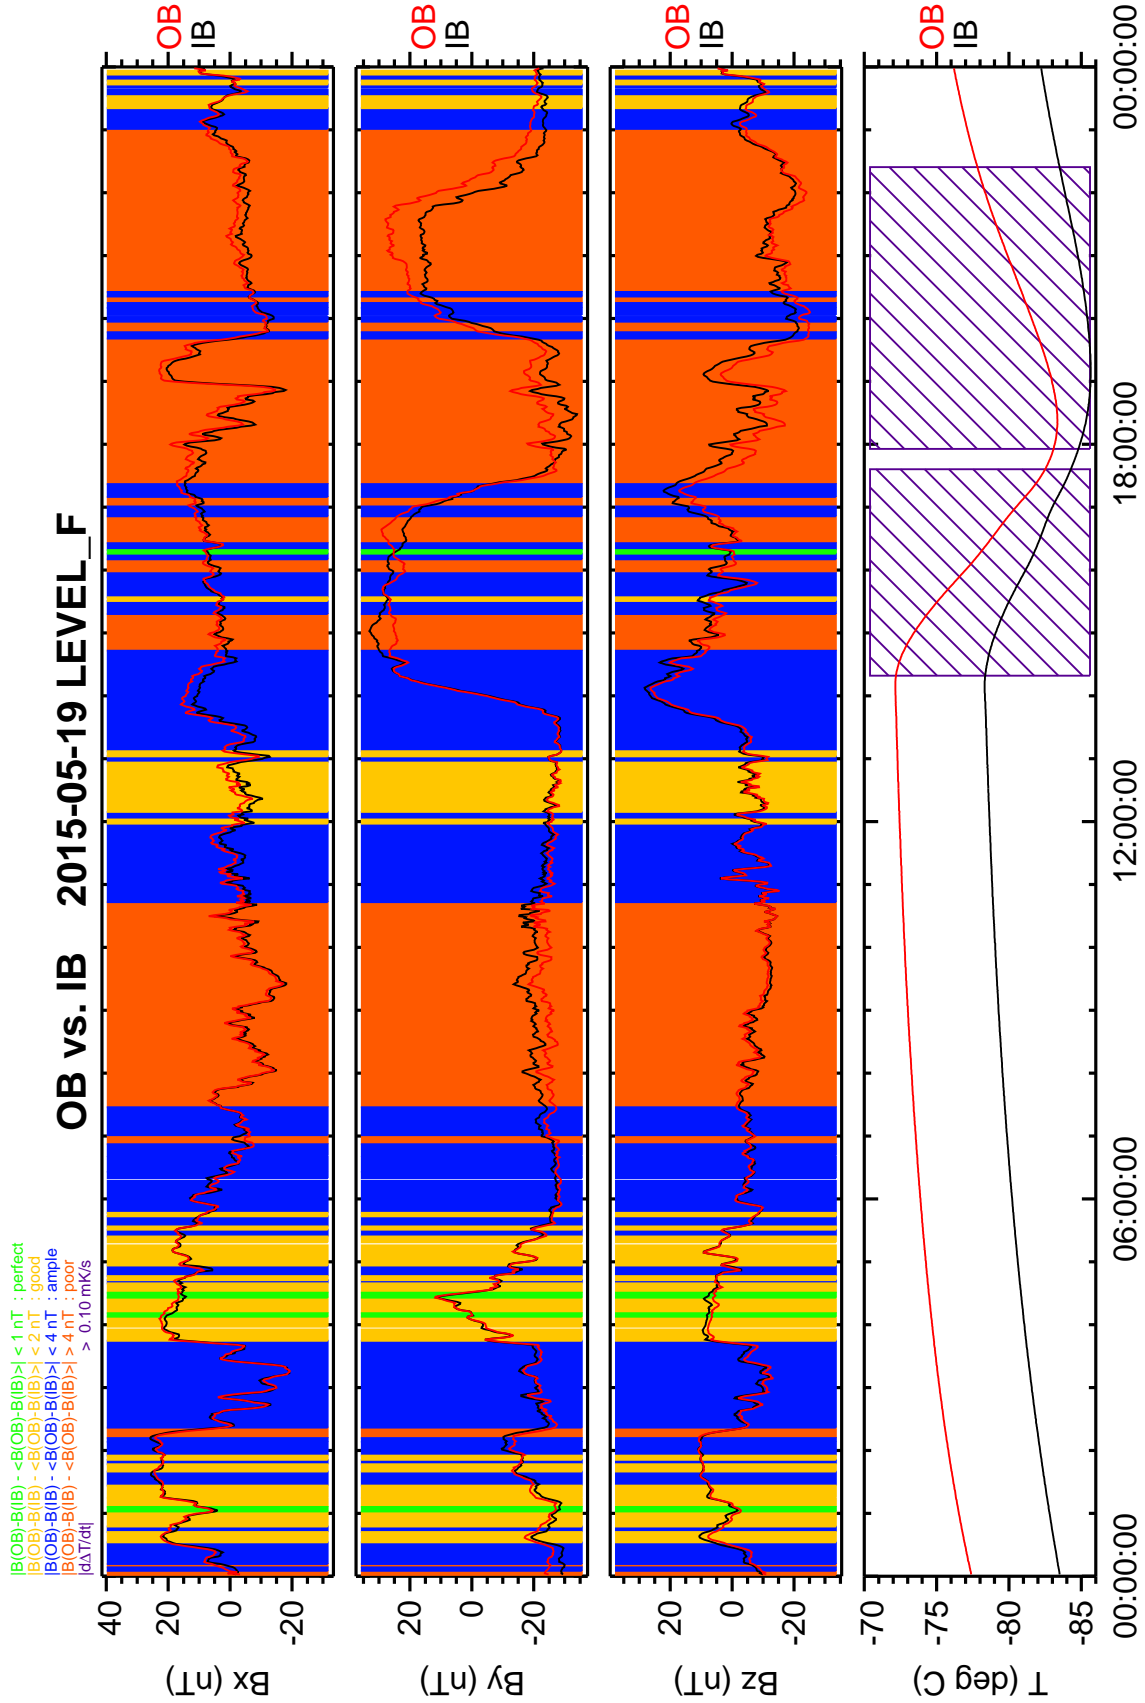 |B(OB)-B(IB) - <B(OB)-B(IB)>| < 1 nT : perfect
|B(OB)-B(IB) - <B(OB)-B(IB)>| < 2 nT : good
|B(OB)-B(IB) - <B(OB)-B(IB)>| < 4 nT : ample
|B(OB)-B(IB) - <B(OB)-B(IB)>| > 4 nT : poor
|dΔT/dt| > 0.10 mK/s
OB vs. IB 2015-05-19 LEVEL_F
Bx (nT)
40
20
0
-20
OB
IB
By (nT)
20
0
-20
OB
IB
Bz (nT)
20
0
-20
OB
IB
T (deg C)
-70
-75
-80
-85
OB
IB
00:00:00
06:00:00
12:00:00
18:00:00
00:00:00